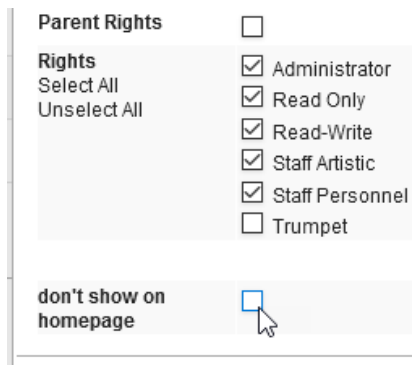 Parent Rights
Rights
Select All
Unselect All
Administrator
Read Only
Read-Write
Staff Artistic
Staff Personnel
Trumpet
don't show on
homepage